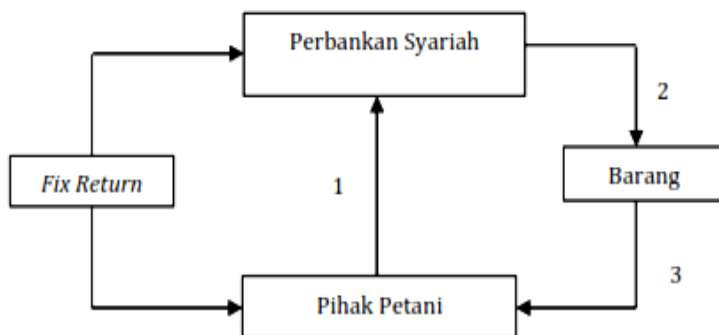 Perbankan Syariah
2
Fix Return
1
Barang
3
Pihak Petani